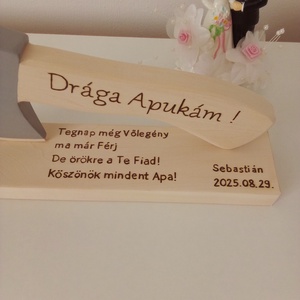 Drága Apukám !
Tegnap még Vőlegény
ma már Férj
De örökre a Te Fiad!
Köszönök mindent Apa!
Sebastián
2025.08.29.